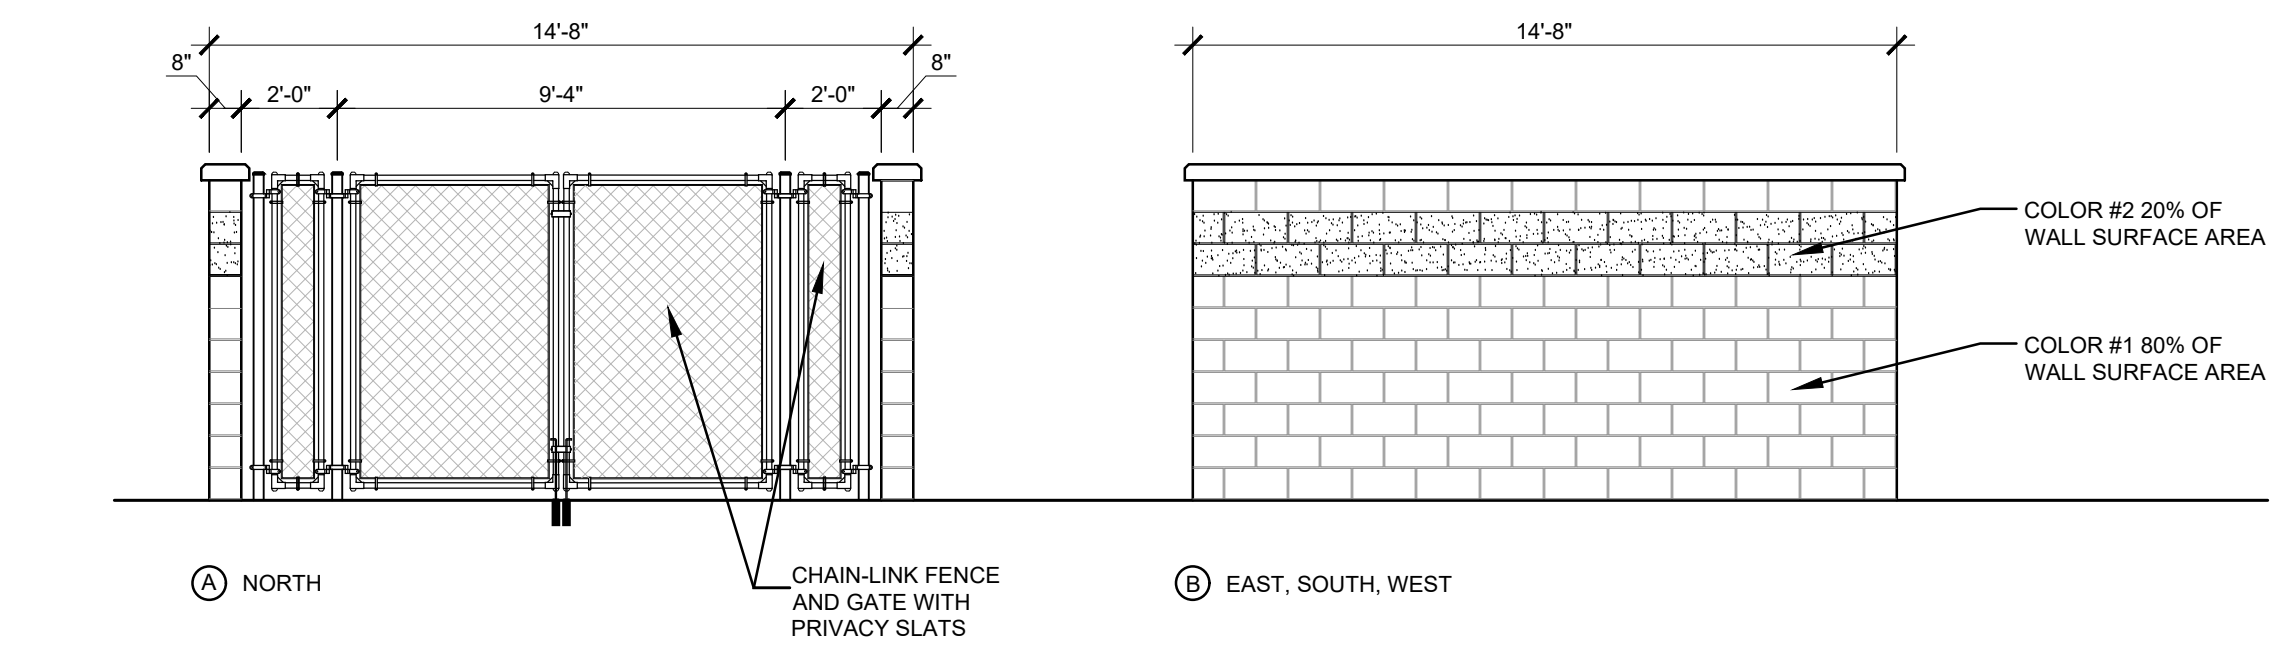 14'-8"
8"
8"
2'-0"
9'-4"
2'-0"
CHAIN-LINK FENCE
AND GATE WITH
PRIVACY SLATS
A NORTH
14'-8"
COLOR #2 20% OF
WALL SURFACE AREA
COLOR #1 80% OF
WALL SURFACE AREA
B EAST, SOUTH, WEST